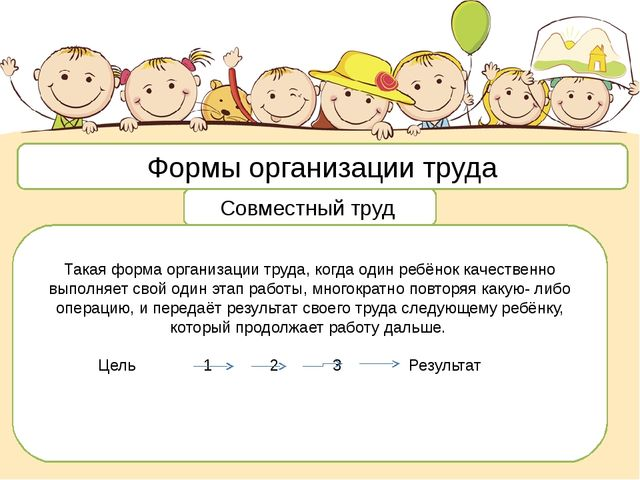 Формы организации труда
Совместный труд
Такая форма организации труда, когда один ребёнок качественно
выполняет свой один этап работы, многократно повторяя какую- либо
операцию, и передаёт результат своего труда следующему ребёнку,
который продолжает работу дальше.
Цель 1 2 3 Результат